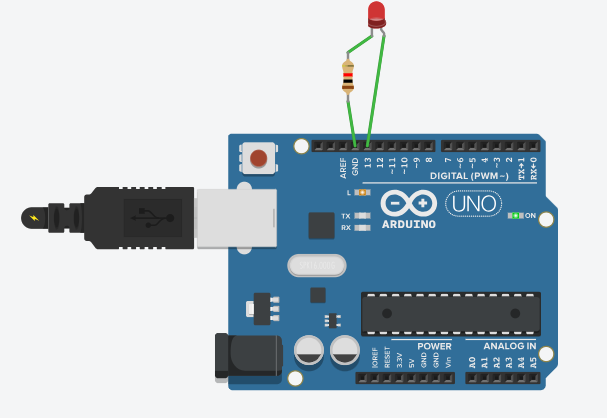 AREF
GND
13
12
~11
~10
~9
8
7
~6
~5
4
~3
2
TX→1
RX←0
DIGITAL (PWM~)
L
TX
RX
ARDUINO
UNO
ON
POWER
ANALOG IN
IOREF
RESET
3.3V
5V
GND
GND
Vin
A0
A1
A2
A3
A4
A5